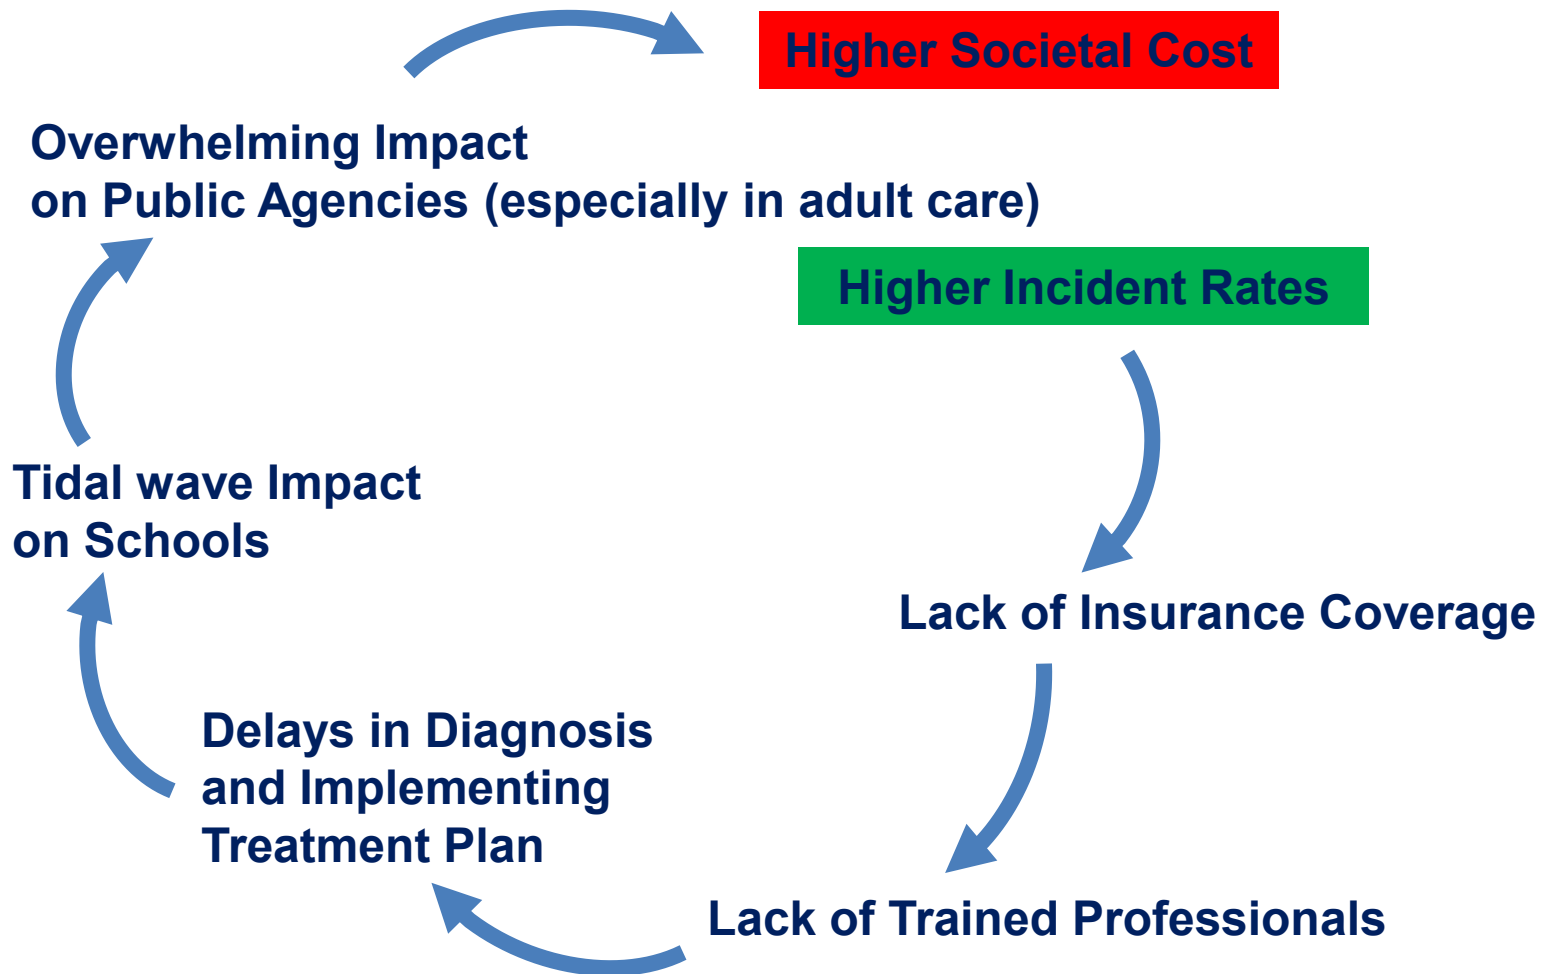 Higher Societal Cost
Overwhelming Impact
on Public Agencies (especially in adult care)
Higher Incident Rates
Tidal wave Impact
on Schools
Lack of Insurance Coverage
Delays in Diagnosis
and Implementing
Treatment Plan
Lack of Trained Professionals